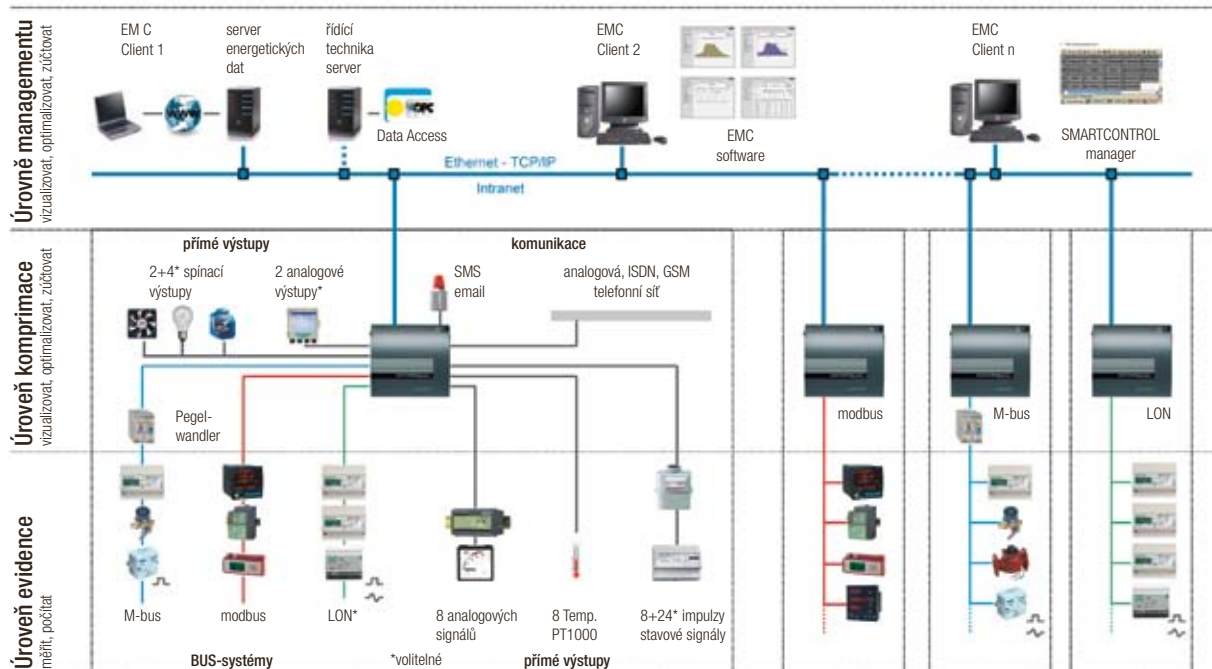 Úrovně managementu
vizualizovat, optimalizovat, zúčtovat
EM C
Client 1
server
energetických
dat
řídící
technika
server
OPC
Data Access
EMC
Client 2
EMC
software
EMC
Client n
SMARTCONTROL
manager
www
Ethernet - TCP/IP
Intranet
Úroveň komprimace
vizualizovat, optimalizovat, zúčtovat
přímé výstupy
komunikace
2+4* spínací
výstupy
2 analogové
výstupy*
SMS
email
analogová, ISDN, GSM
telefonní síť
Pegel-
wandler
modbus
M-bus
LON
Úroveň evidence
měřit, počítat
M-bus
modbus
LON*
8 analogových
signálů
8 Temp.
PT1000
8+24* impulzy
stavové signály
BUS-systémy
*volitelné
přímé výstupy